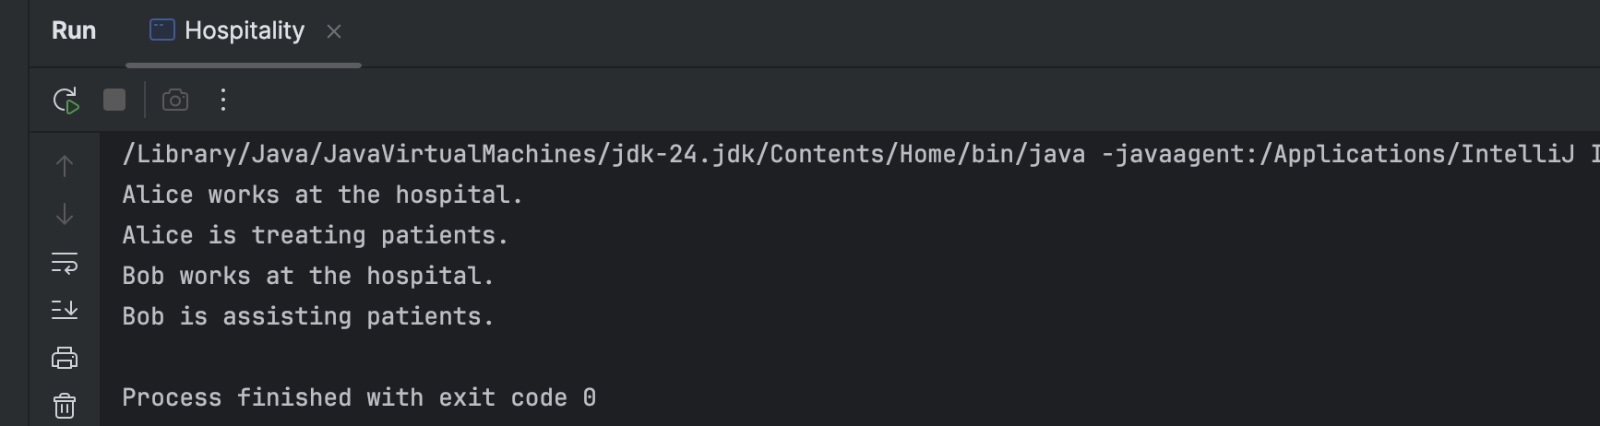 Run Hospitality
/Library/Java/JavaVirtualMachines/jdk-24.jdk/Contents/Home/bin/java -javaagent:/Applications/IntelliJ I
Alice works at the hospital.
Alice is treating patients.
Bob works at the hospital.
Bob is assisting patients.
Process finished with exit code 0